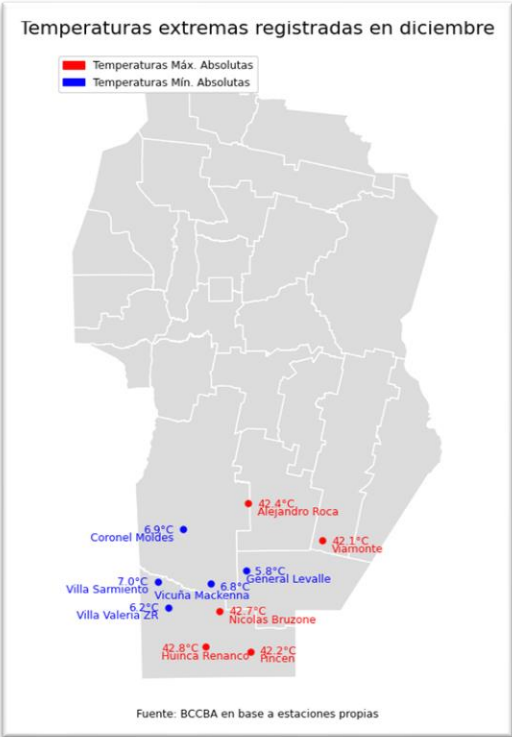 Temperaturas extremas registradas en diciembre
Temperaturas Máx. Absolutas
Temperaturas Mín. Absolutas
42.4°C
Alejandro Roca
6.9°C
Coronel Moldes
42.1°C
Viamonte
5.8°C
General Levalle
7.0°C
Villa Sarmiento
6.8°C
Vicuña Mackenna
6.2°C
Villa Valeria ZR
42.7°C
Nicolas Bruzone
42.8°C
Huinca Renanco
42.2°C
Pincen
Fuente: BCCBA en base a estaciones propias